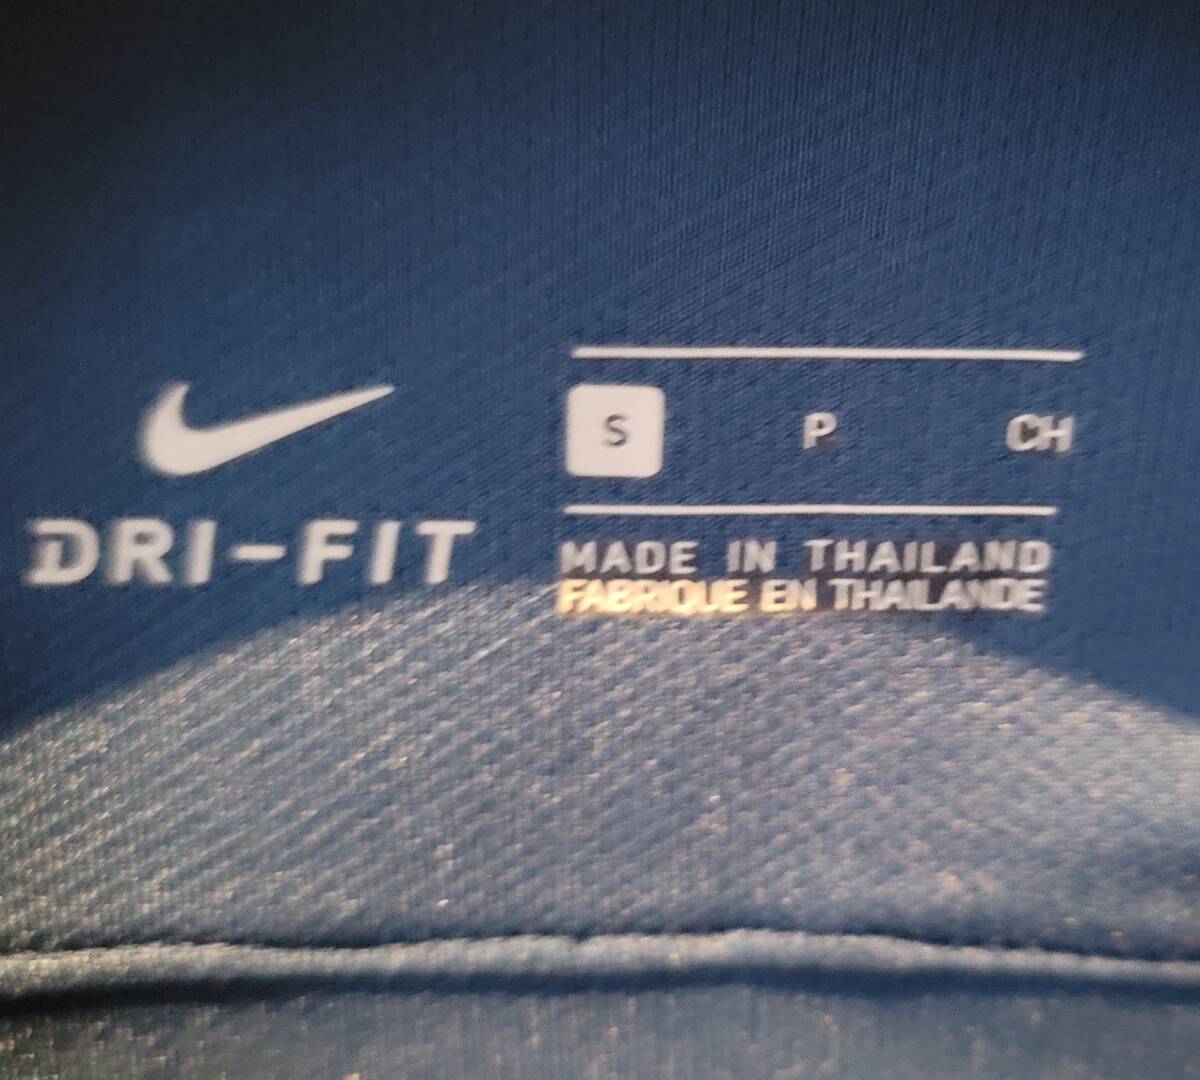 S P CH
DRI-FIT
MADE IN THAILAND
FABRIQUE EN THAILANDE